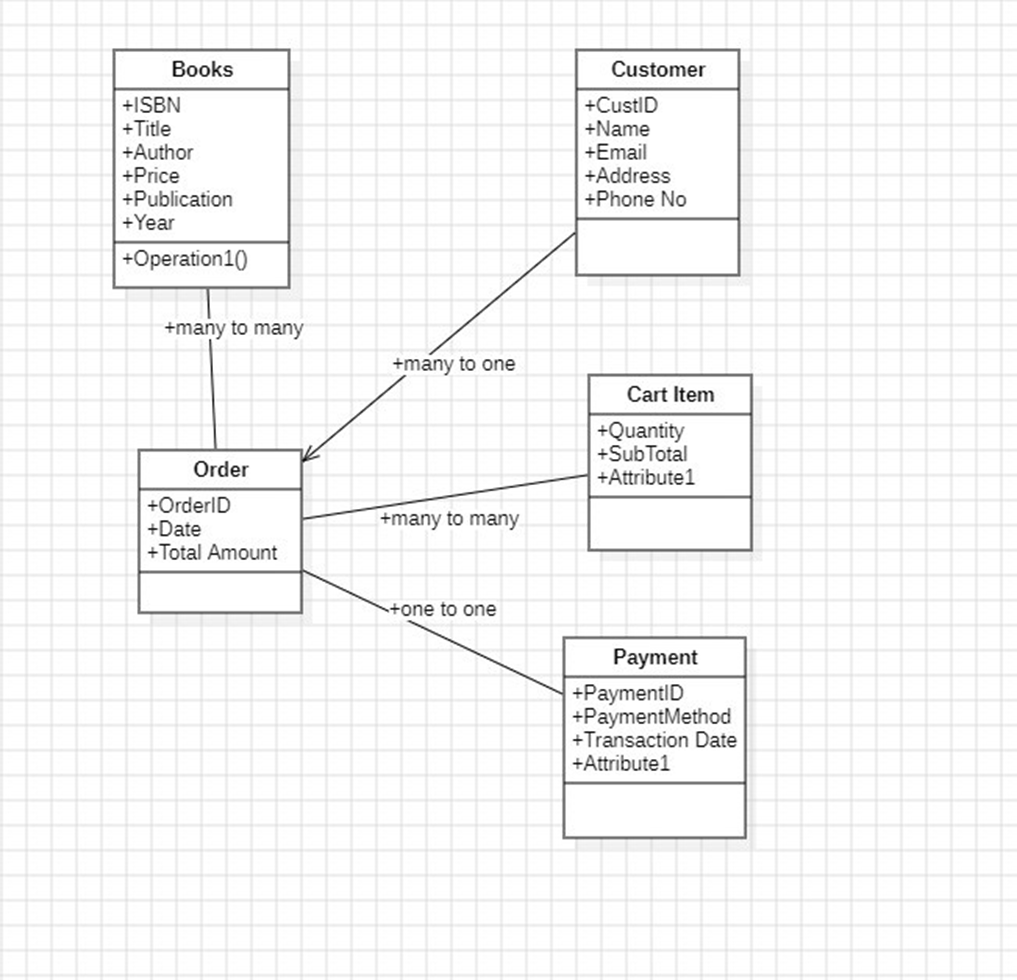 Books
+ISBN
+Title
+Author
+Price
+Publication
+Year
+Operation1()
Customer
+CustID
+Name
+Email
+Address
+Phone No
+many to many
+many to one
Cart Item
+Quantity
+SubTotal
+Attribute1
Order
+OrderID
+Date
+Total Amount
+many to many
+one to one
Payment
+PaymentID
+PaymentMethod
+Transaction Date
+Attribute1